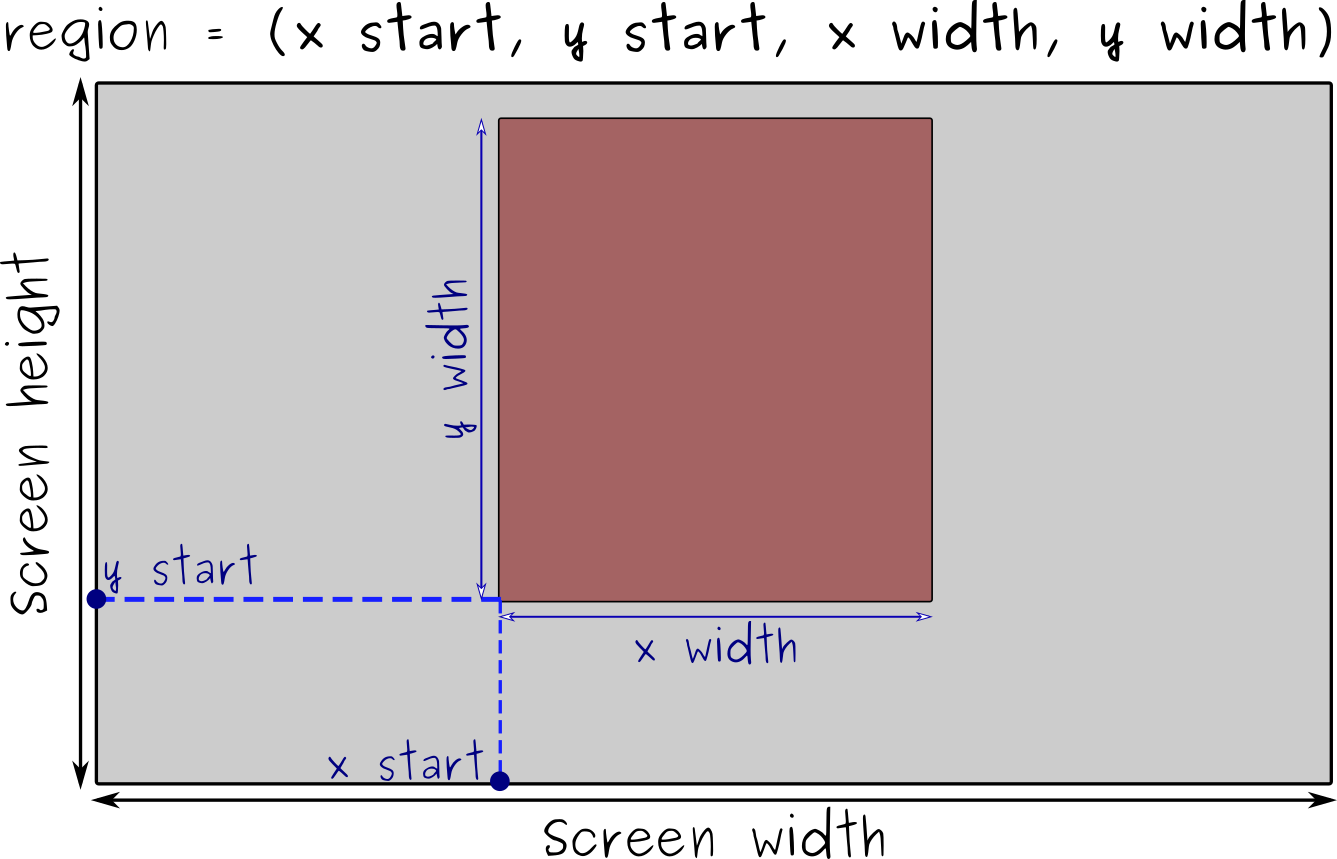 region = (x start, y start, x width, y width)
Screen height
y width
y start
x width
x start
Screen width